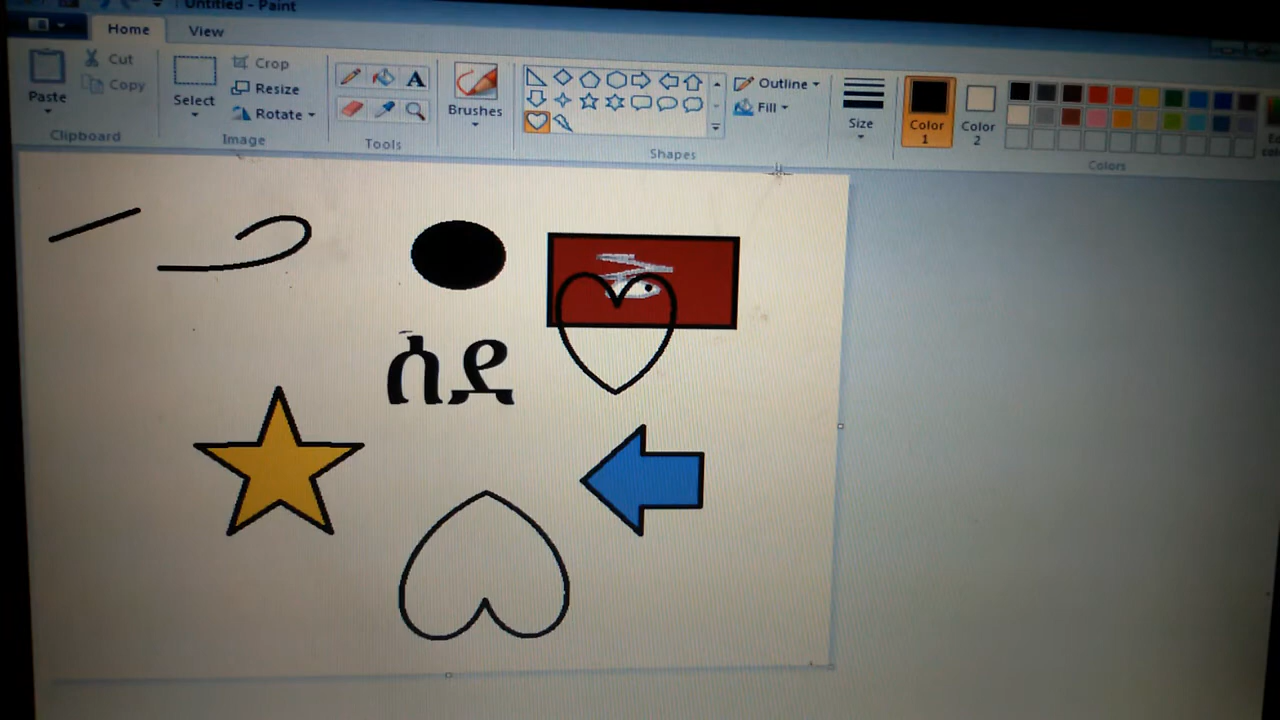 Untitled - Paint
Home View
Paste
Cut
Copy
Clipboard
Select
Crop
Resize
Rotate
Image
A
Tools
Brushes
Shapes
Outline
Fill
Size
Color 1
Color 2
Colors
ሰደ